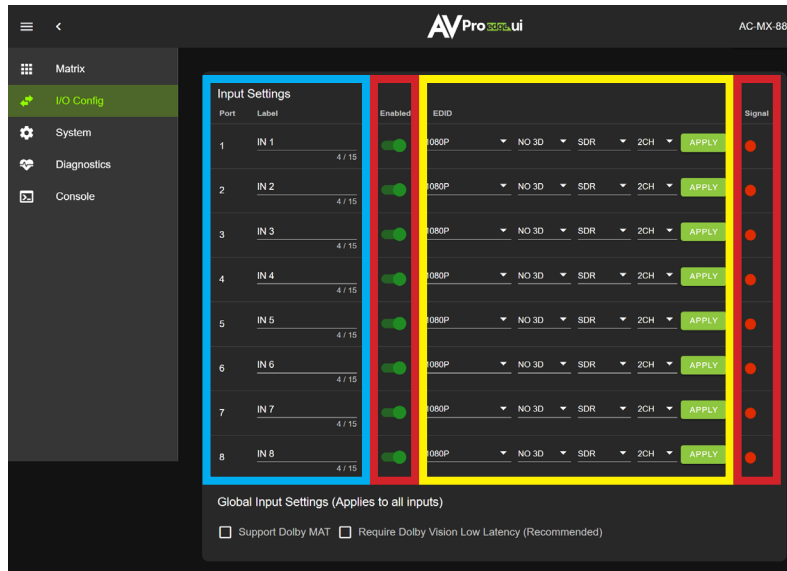 AVProedge.ui
AC-MX-88
Matrix
I/O Config
System
Diagnostics
Console
Input Settings
Port Label Enabled EDID Signal
1 IN 1 1080P NO 3D SDR 2CH APPLY
4 / 15
2 IN 2 1080P NO 3D SDR 2CH APPLY
4 / 15
3 IN 3 1080P NO 3D SDR 2CH APPLY
4 / 15
4 IN 4 1080P NO 3D SDR 2CH APPLY
4 / 15
5 IN 5 1080P NO 3D SDR 2CH APPLY
4 / 15
6 IN 6 1080P NO 3D SDR 2CH APPLY
4 / 15
7 IN 7 1080P NO 3D SDR 2CH APPLY
4 / 15
8 IN 8 1080P NO 3D SDR 2CH APPLY
4 / 15
Global Input Settings (Applies to all inputs)
Support Dolby MAT Require Dolby Vision Low Latency (Recommended)